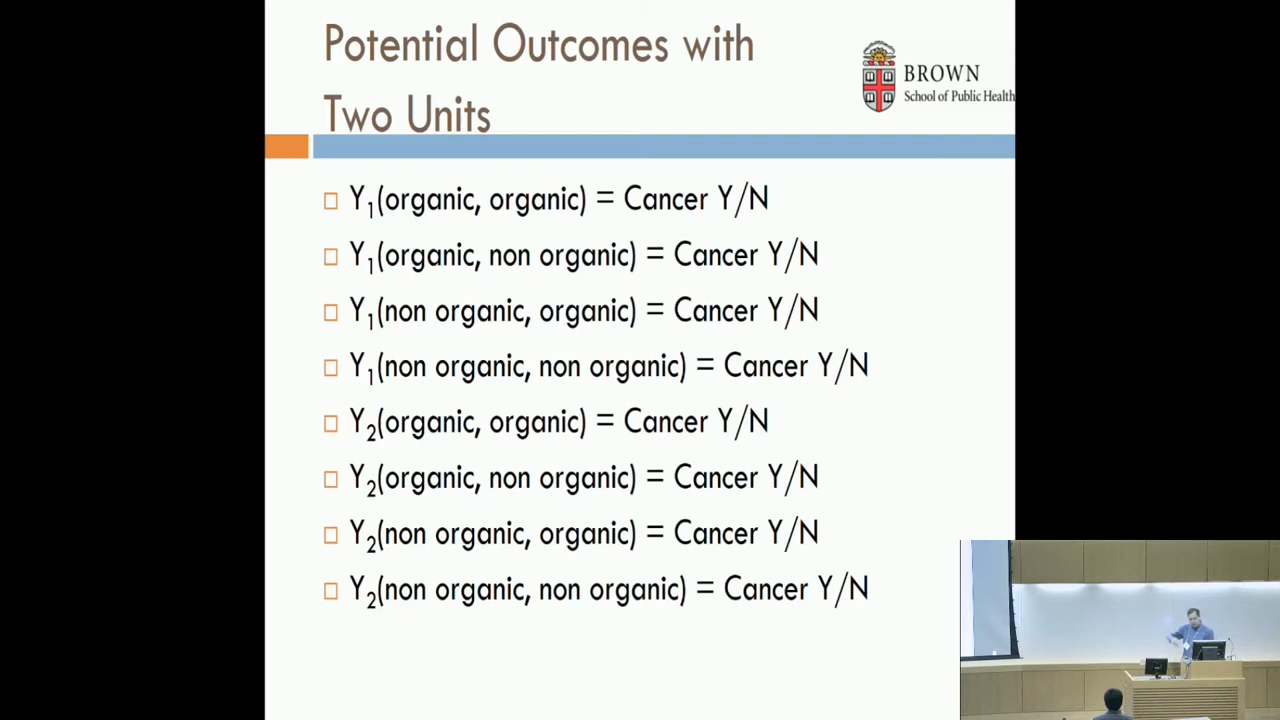 Potential Outcomes with
Two Units
BROWN
School of Public Health
Y₁(organic, organic) = Cancer Y/N
Y₁(organic, non organic) = Cancer Y/N
Y₁(non organic, organic) = Cancer Y/N
Y₁(non organic, non organic) = Cancer Y/N
Y₂(organic, organic) = Cancer Y/N
Y₂(organic, non organic) = Cancer Y/N
Y₂(non organic, organic) = Cancer Y/N
Y₂(non organic, non organic) = Cancer Y/N